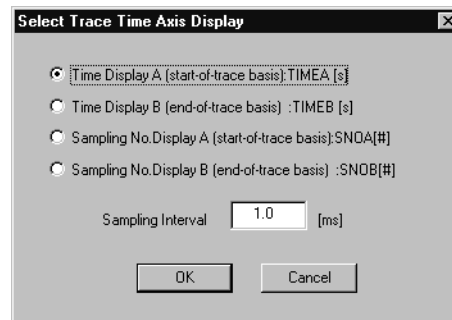 Select Trace Time Axis Display
Time Display A (start-of-trace basis):TIMEA [s]
Time Display B (end-of-trace basis) :TIMEB [s]
Sampling No.Display A (start-of-trace basis):SNOA[#]
Sampling No.Display B (end-of-trace basis) :SNOB[#]
Sampling Interval 1.0 [ms]
OK Cancel